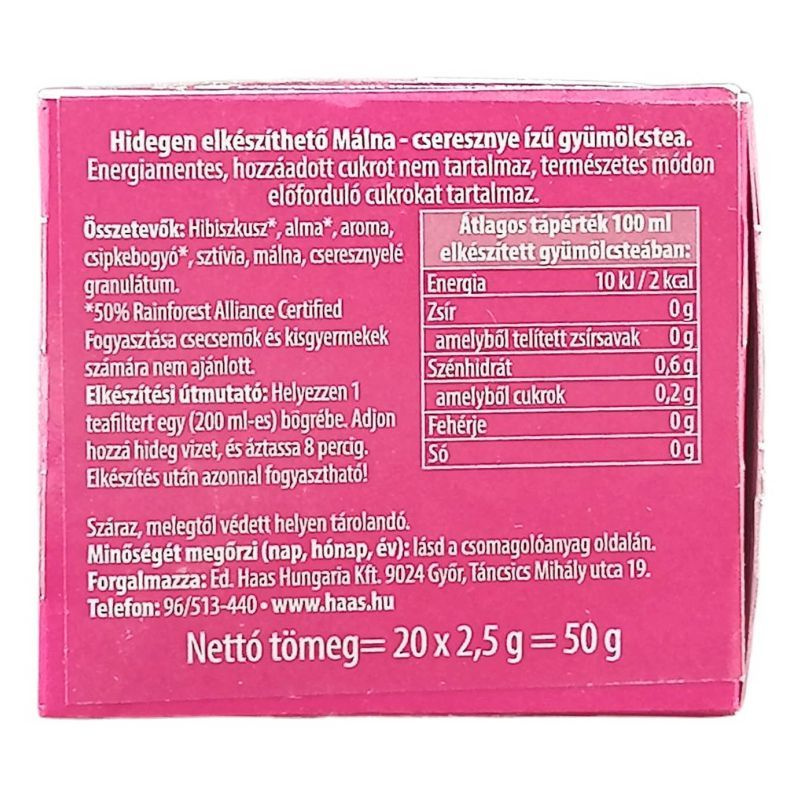 Hidegen elkészíthető Málna - cseresznye ízű gyümölcstea.
Energiamentes, hozzáadott cukrot nem tartalmaz, természetes módon
előforduló cukrokat tartalmaz.
Összetevők: Hibiszkusz*, alma*, aroma,
csipkebogyó*, sztívia, málna, cseresznyelé
granulátum.
*50% Rainforest Alliance Certified
Fogyasztása csecsemők és kisgyermekek
számára nem ajánlott.
Elkészítési útmutató: Helyezzen 1
teafiltert egy (200 ml-es) bögrébe. Adjon
hozzá hideg vizet, és áztassa 8 percig.
Elkészítés után azonnal fogyasztható!
Átlagos tápérték 100 ml
elkészített gyümölcsteában:
Energia 10 kJ / 2 kcal
Zsír 0 g
amelyből telített zsírsavak 0 g
Szénhidrát 0,6 g
amelyből cukrok 0,2 g
Fehérje 0 g
Só 0 g
Száraz, melegtől védett helyen tárolandó.
Minőségét megőrzi (nap, hónap, év): lásd a csomagolóanyag oldalán.
Forgalmazza: Ed. Haas Hungaria Kft. 9024 Győr, Táncsics Mihály utca 19.
Telefon: 96/513-440 • www.haas.hu
Nettó tömeg= 20 x 2,5 g = 50 g